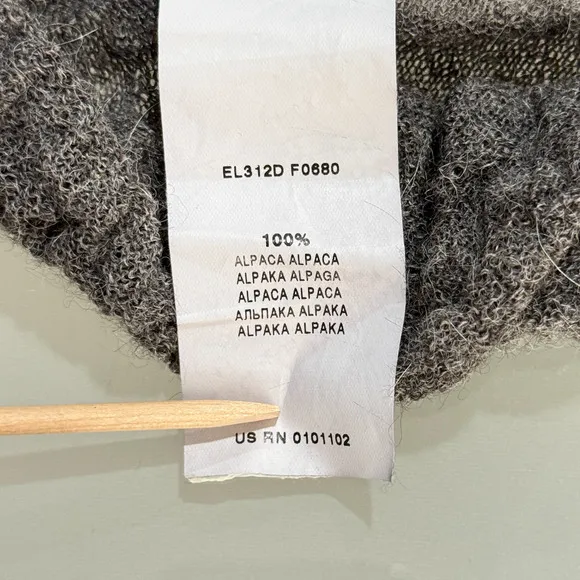 EL312D F0680
100%
ALPACA ALPACA
ALPAKA ALPAGA
ALPACA ALPACA
АЛЬПАКА ALPAKA
ALPAKA ALPAKA
US RN 0101102